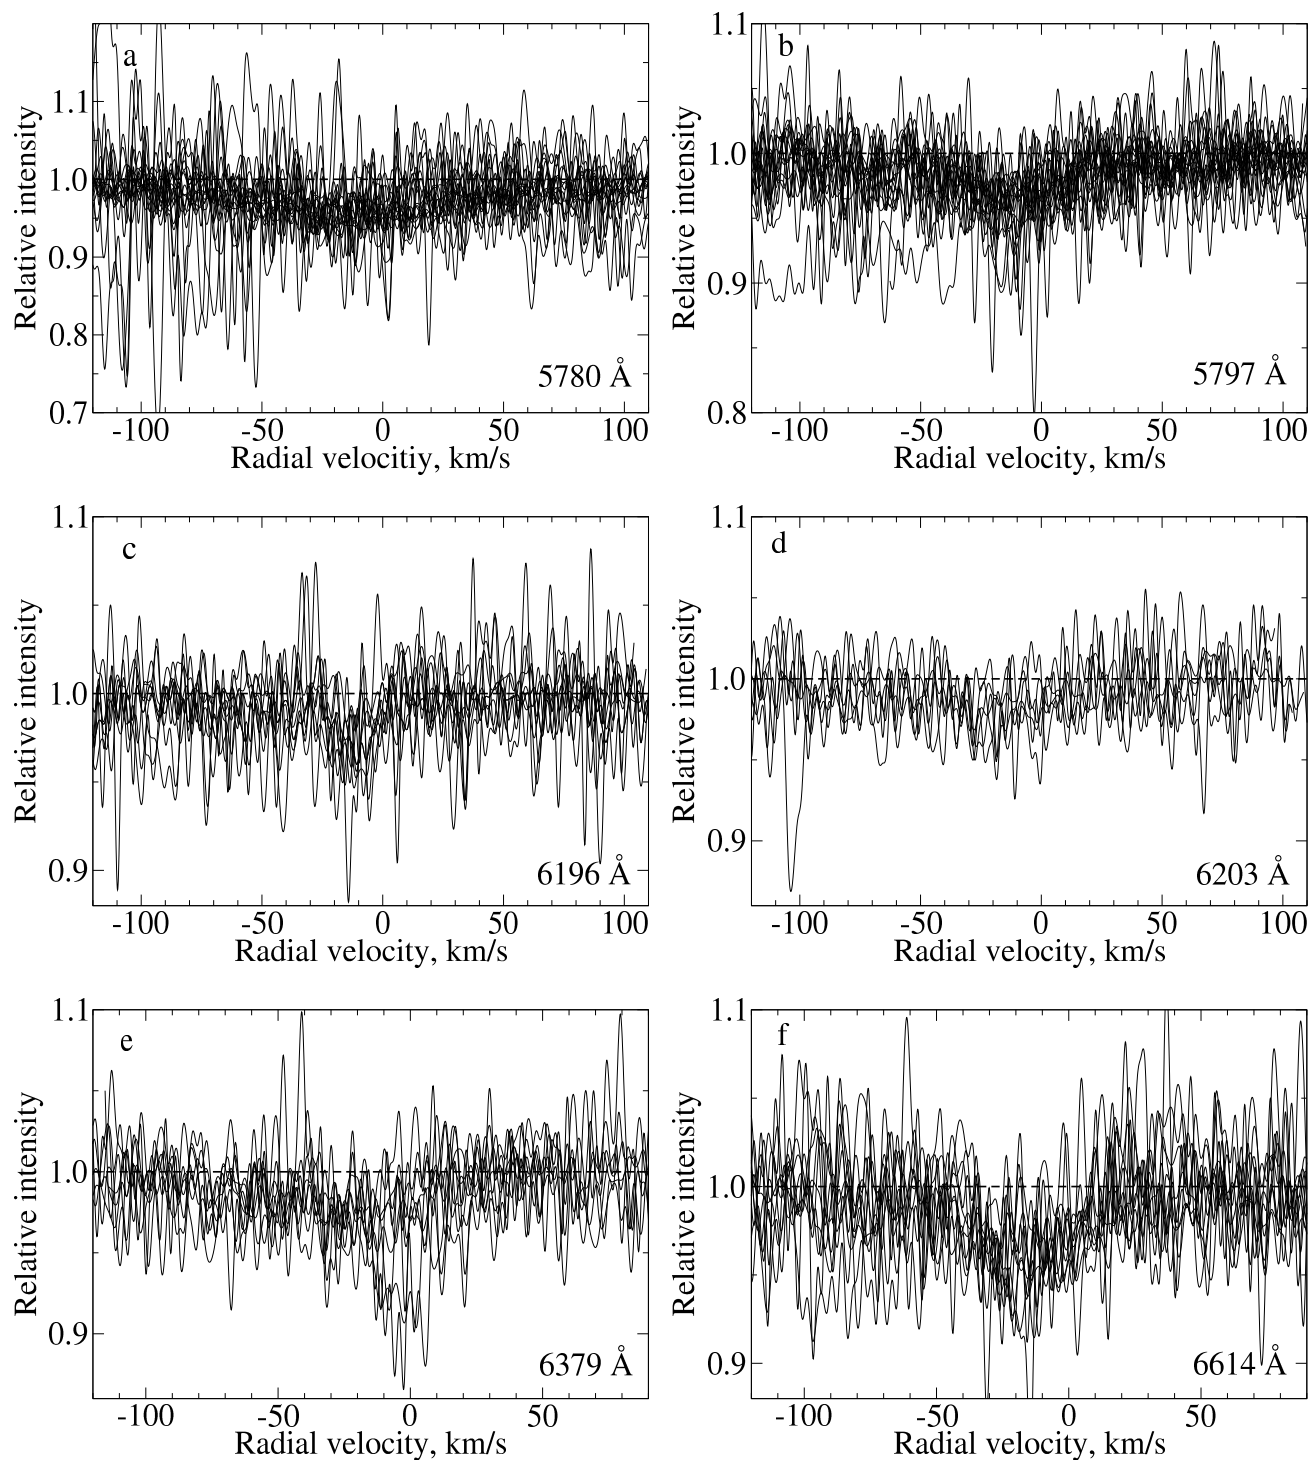 a
Relative intensity
1.1
1.0
0.9
0.8
0.7
5780 Å
-100 -50 0 50 100
Radial velocitiy, km/s
b
Relative intensity
1.1
1.0
0.9
0.8
5797 Å
-100 -50 0 50 100
Radial velocity, km/s
c
Relative intensity
1.1
1.0
0.9
6196 Å
-100 -50 0 50 100
Radial velocity, km/s
d
Relative intensity
1.1
1.0
0.9
6203 Å
-100 -50 0 50 100
Radial velocity, km/s
e
Relative intensity
1.1
1.0
0.9
6379 Å
-100 -50 0 50
Radial velocity, km/s
f
Relative intensity
1.1
1.0
0.9
6614 Å
-100 -50 0 50
Radial velocity, km/s